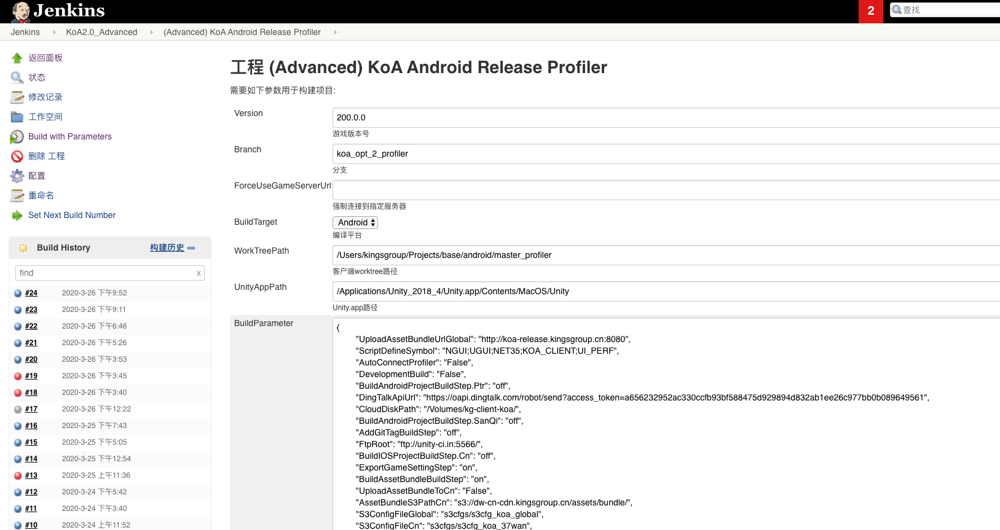 Jenkins
2
查找
Jenkins
KoA2.0_Advanced
(Advanced) KoA Android Release Profiler
返回面板
状态
修改记录
工作空间
Build with Parameters
删除 工程
配置
重命名
Set Next Build Number
Build History
构建历史
find
x
#24 2020-3-26 下午9:52
#23 2020-3-26 下午9:11
#22 2020-3-26 下午6:46
#21 2020-3-26 下午5:26
#20 2020-3-26 下午3:53
#19 2020-3-26 下午3:45
#18 2020-3-26 下午3:40
#17 2020-3-26 下午12:22
#16 2020-3-25 下午7:43
#15 2020-3-25 下午5:05
#14 2020-3-25 下午12:54
#13 2020-3-25 上午11:36
#12 2020-3-24 下午5:42
#11 2020-3-24 下午3:40
#10 2020-3-24 上午11:52
工程 (Advanced) KoA Android Release Profiler
需要如下参数用于构建项目:
Version
200.0.0
游戏版本号
Branch
koa_opt_2_profiler
分支
ForceUseGameServerUrl
强制连接到指定服务器
BuildTarget
Android
编译平台
WorkTreePath
/Users/kingsgroup/Projects/base/android/master_profiler
客户端worktree路径
UnityAppPath
/Applications/Unity_2018_4/Unity.app/Contents/MacOS/Unity
Unity.app路径
BuildParameter
{
"UploadAssetBundleUrlGlobal": "http://koa-release.kingsgroup.cn:8080",
"ScriptDefineSymbol": "NGUI;UGUI;NET35;KOA_CLIENT;UI_PERF",
"AutoConnectProfiler": "False",
"DevelopmentBuild": "False",
"BuildAndroidProjectBuildStep.Ptr": "off",
"DingTalkApiUrl": "https://oapi.dingtalk.com/robot/send?access_token=a656232952ac330ccfb93bf588475d929894d832ab1ee26c977bb0b089649561",
"CloudDiskPath": "/Volumes/kg-client-koa/",
"BuildAndroidProjectBuildStep.SanQi": "off",
"AddGitTagBuildStep": "off",
"FtpRoot": "ftp://unity-ci.in:5566/",
"BuildIOSProjectBuildStep.Cn": "off",
"ExportGameSettingStep": "on",
"BuildAssetBundleBuildStep": "on",
"UploadAssetBundleToCn": "False",
"AssetBundleS3PathCn": "s3://dw-cn-cdn.kingsgroup.cn/assets/bundle/",
"S3ConfigFileGlobal": "s3cfgs/s3cfg_koa_global",
"S3ConfigFileCn": "s3cfgs/s3cfg_koa_37wan",